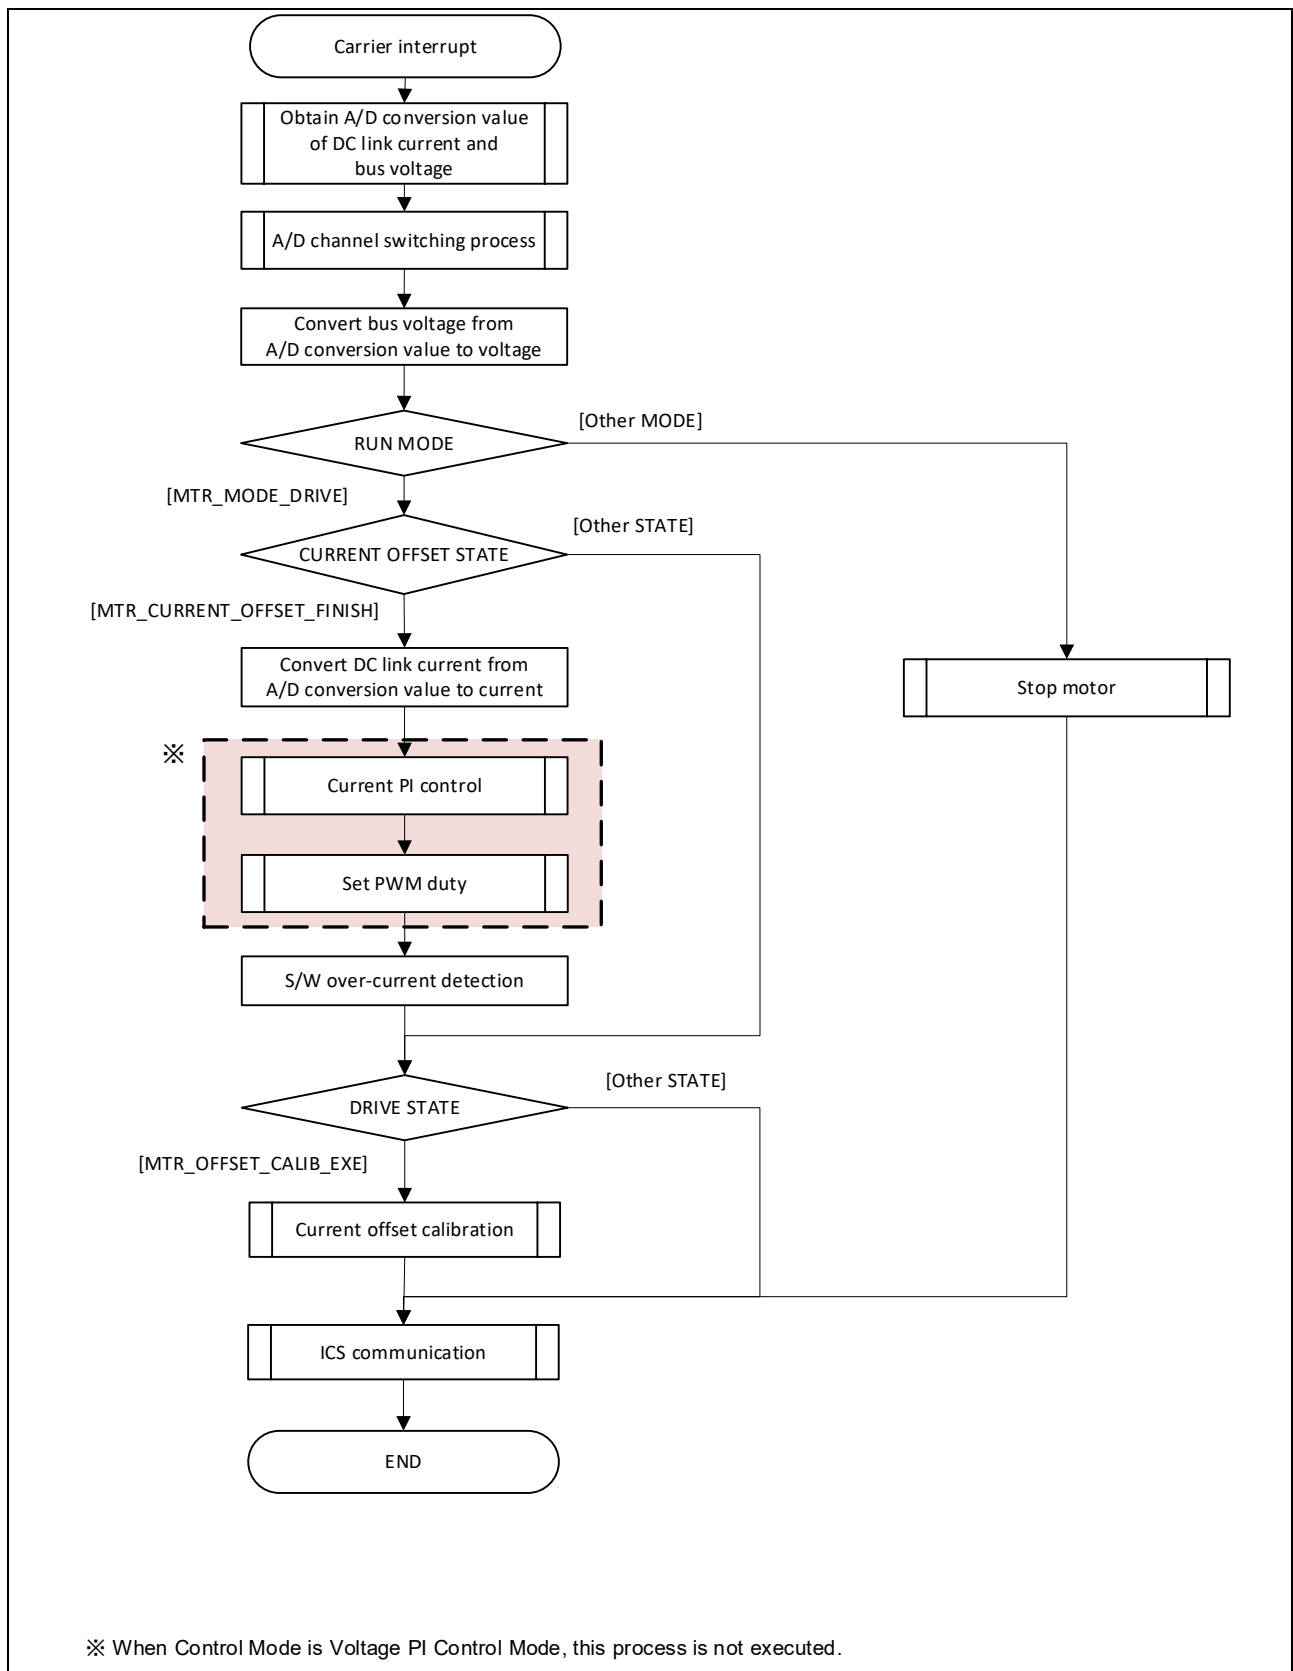 Carrier interrupt
Obtain A/D conversion value
of DC link current and
bus voltage
A/D channel switching process
Convert bus voltage from
A/D conversion value to voltage
[Other MODE]
RUN MODE
[MTR_MODE_DRIVE]
[Other STATE]
CURRENT OFFSET STATE
[MTR_CURRENT_OFFSET_FINISH]
Convert DC link current from
A/D conversion value to current
Stop motor
※
Current PI control
Set PWM duty
S/W over-current detection
[Other STATE]
DRIVE STATE
[MTR_OFFSET_CALIB_EXE]
Current offset calibration
ICS communication
END
※ When Control Mode is Voltage PI Control Mode, this process is not executed.